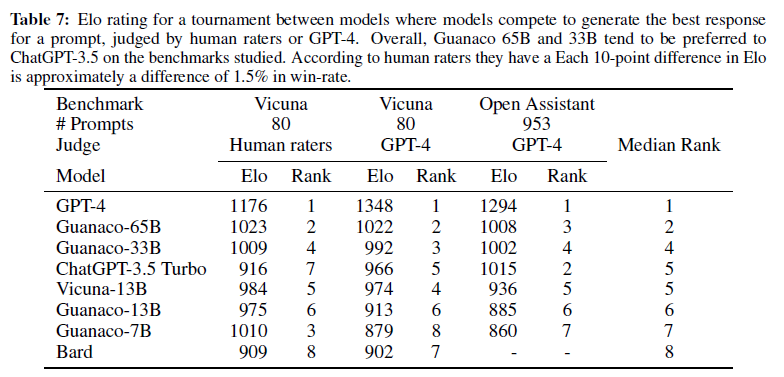 Table 7: Elo rating for a tournament between models where models compete to generate the best response
for a prompt, judged by human raters or GPT-4. Overall, Guanaco 65B and 33B tend to be preferred to
ChatGPT-3.5 on the benchmarks studied. According to human raters they have a Each 10-point difference in Elo
is approximately a difference of 1.5% in win-rate.
Benchmark Vicuna Vicuna Open Assistant
# Prompts 80 80 953
Judge Human raters GPT-4 GPT-4 Median Rank
Model Elo Rank Elo Rank Elo Rank
GPT-4 1176 1 1348 1 1294 1 1
Guanaco-65B 1023 2 1022 2 1008 3 2
Guanaco-33B 1009 4 992 3 1002 4 4
ChatGPT-3.5 Turbo 916 7 966 5 1015 2 5
Vicuna-13B 984 5 974 4 936 5 5
Guanaco-13B 975 6 913 6 885 6 6
Guanaco-7B 1010 3 879 8 860 7 7
Bard 909 8 902 7 - - 8